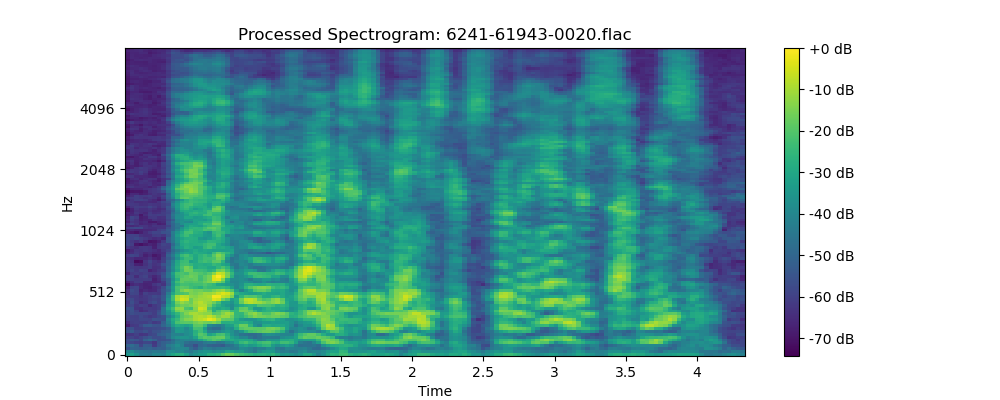 Processed Spectrogram: 6241-61943-0020.flac
+0 dB
-10 dB
-20 dB
-30 dB
-40 dB
-50 dB
-60 dB
-70 dB
4096
2048
1024
512
0
Hz
0 0.5 1 1.5 2 2.5 3 3.5 4
Time